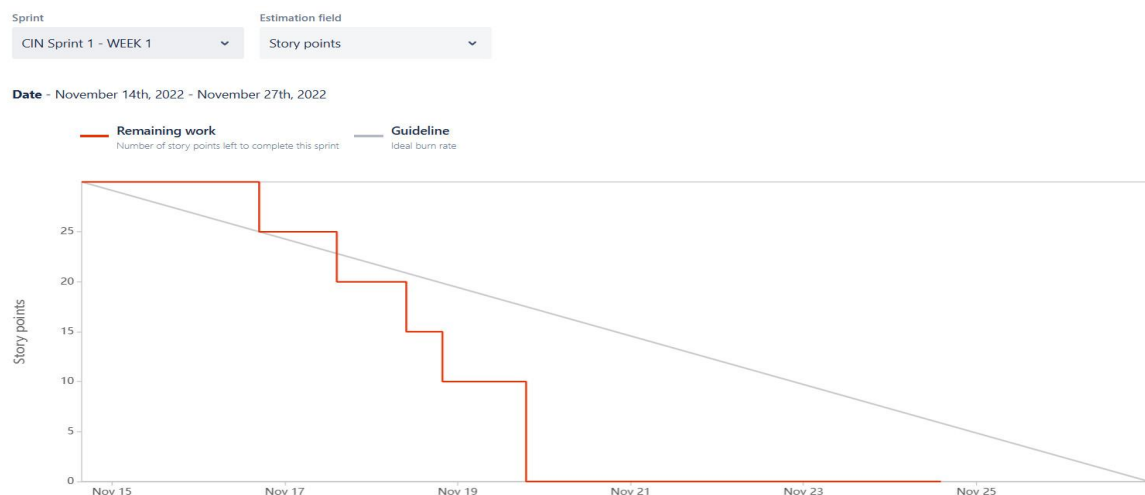 Sprint Estimation field
CIN Sprint 1 - WEEK 1 Story points
Date - November 14th, 2022 - November 27th, 2022
Remaining work Guideline
Number of story points left to complete this sprint Ideal burn rate
Story points
25
20
15
10
5
0
Nov 15 Nov 17 Nov 19 Nov 21 Nov 23 Nov 25